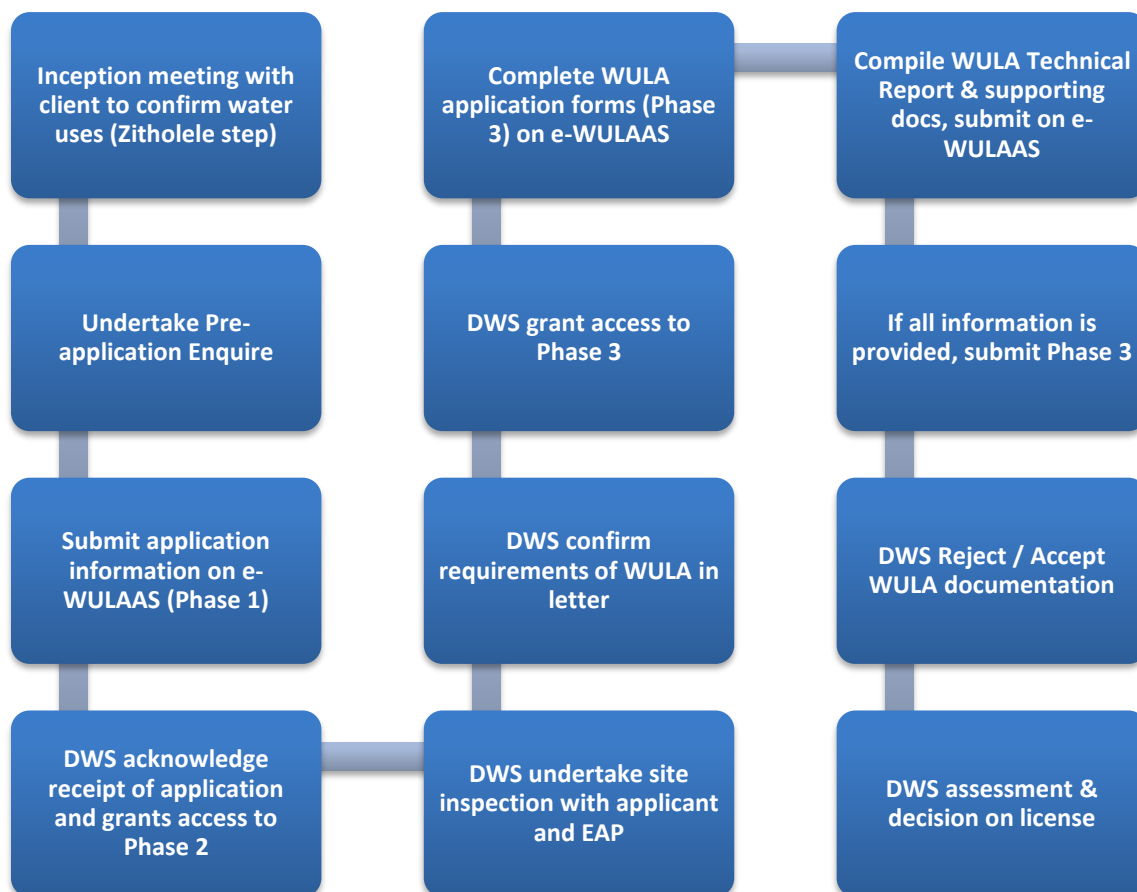 Inception meeting with
client to confirm water
uses (Zitholele step)
Undertake Pre-
application Enquire
Submit application
information on e-
WULAAS (Phase 1)
DWS acknowledge
receipt of application
and grants access to
Phase 2
DWS undertake site
inspection with applicant
and EAP
DWS confirm
requirements of WULA in
letter
DWS grant access to
Phase 3
Complete WULA
application forms (Phase
3) on e-WULAAS
Compile WULA Technical
Report & supporting
docs, submit on e-
WULAAS
If all information is
provided, submit Phase 3
DWS Reject / Accept
WULA documentation
DWS assessment &
decision on license